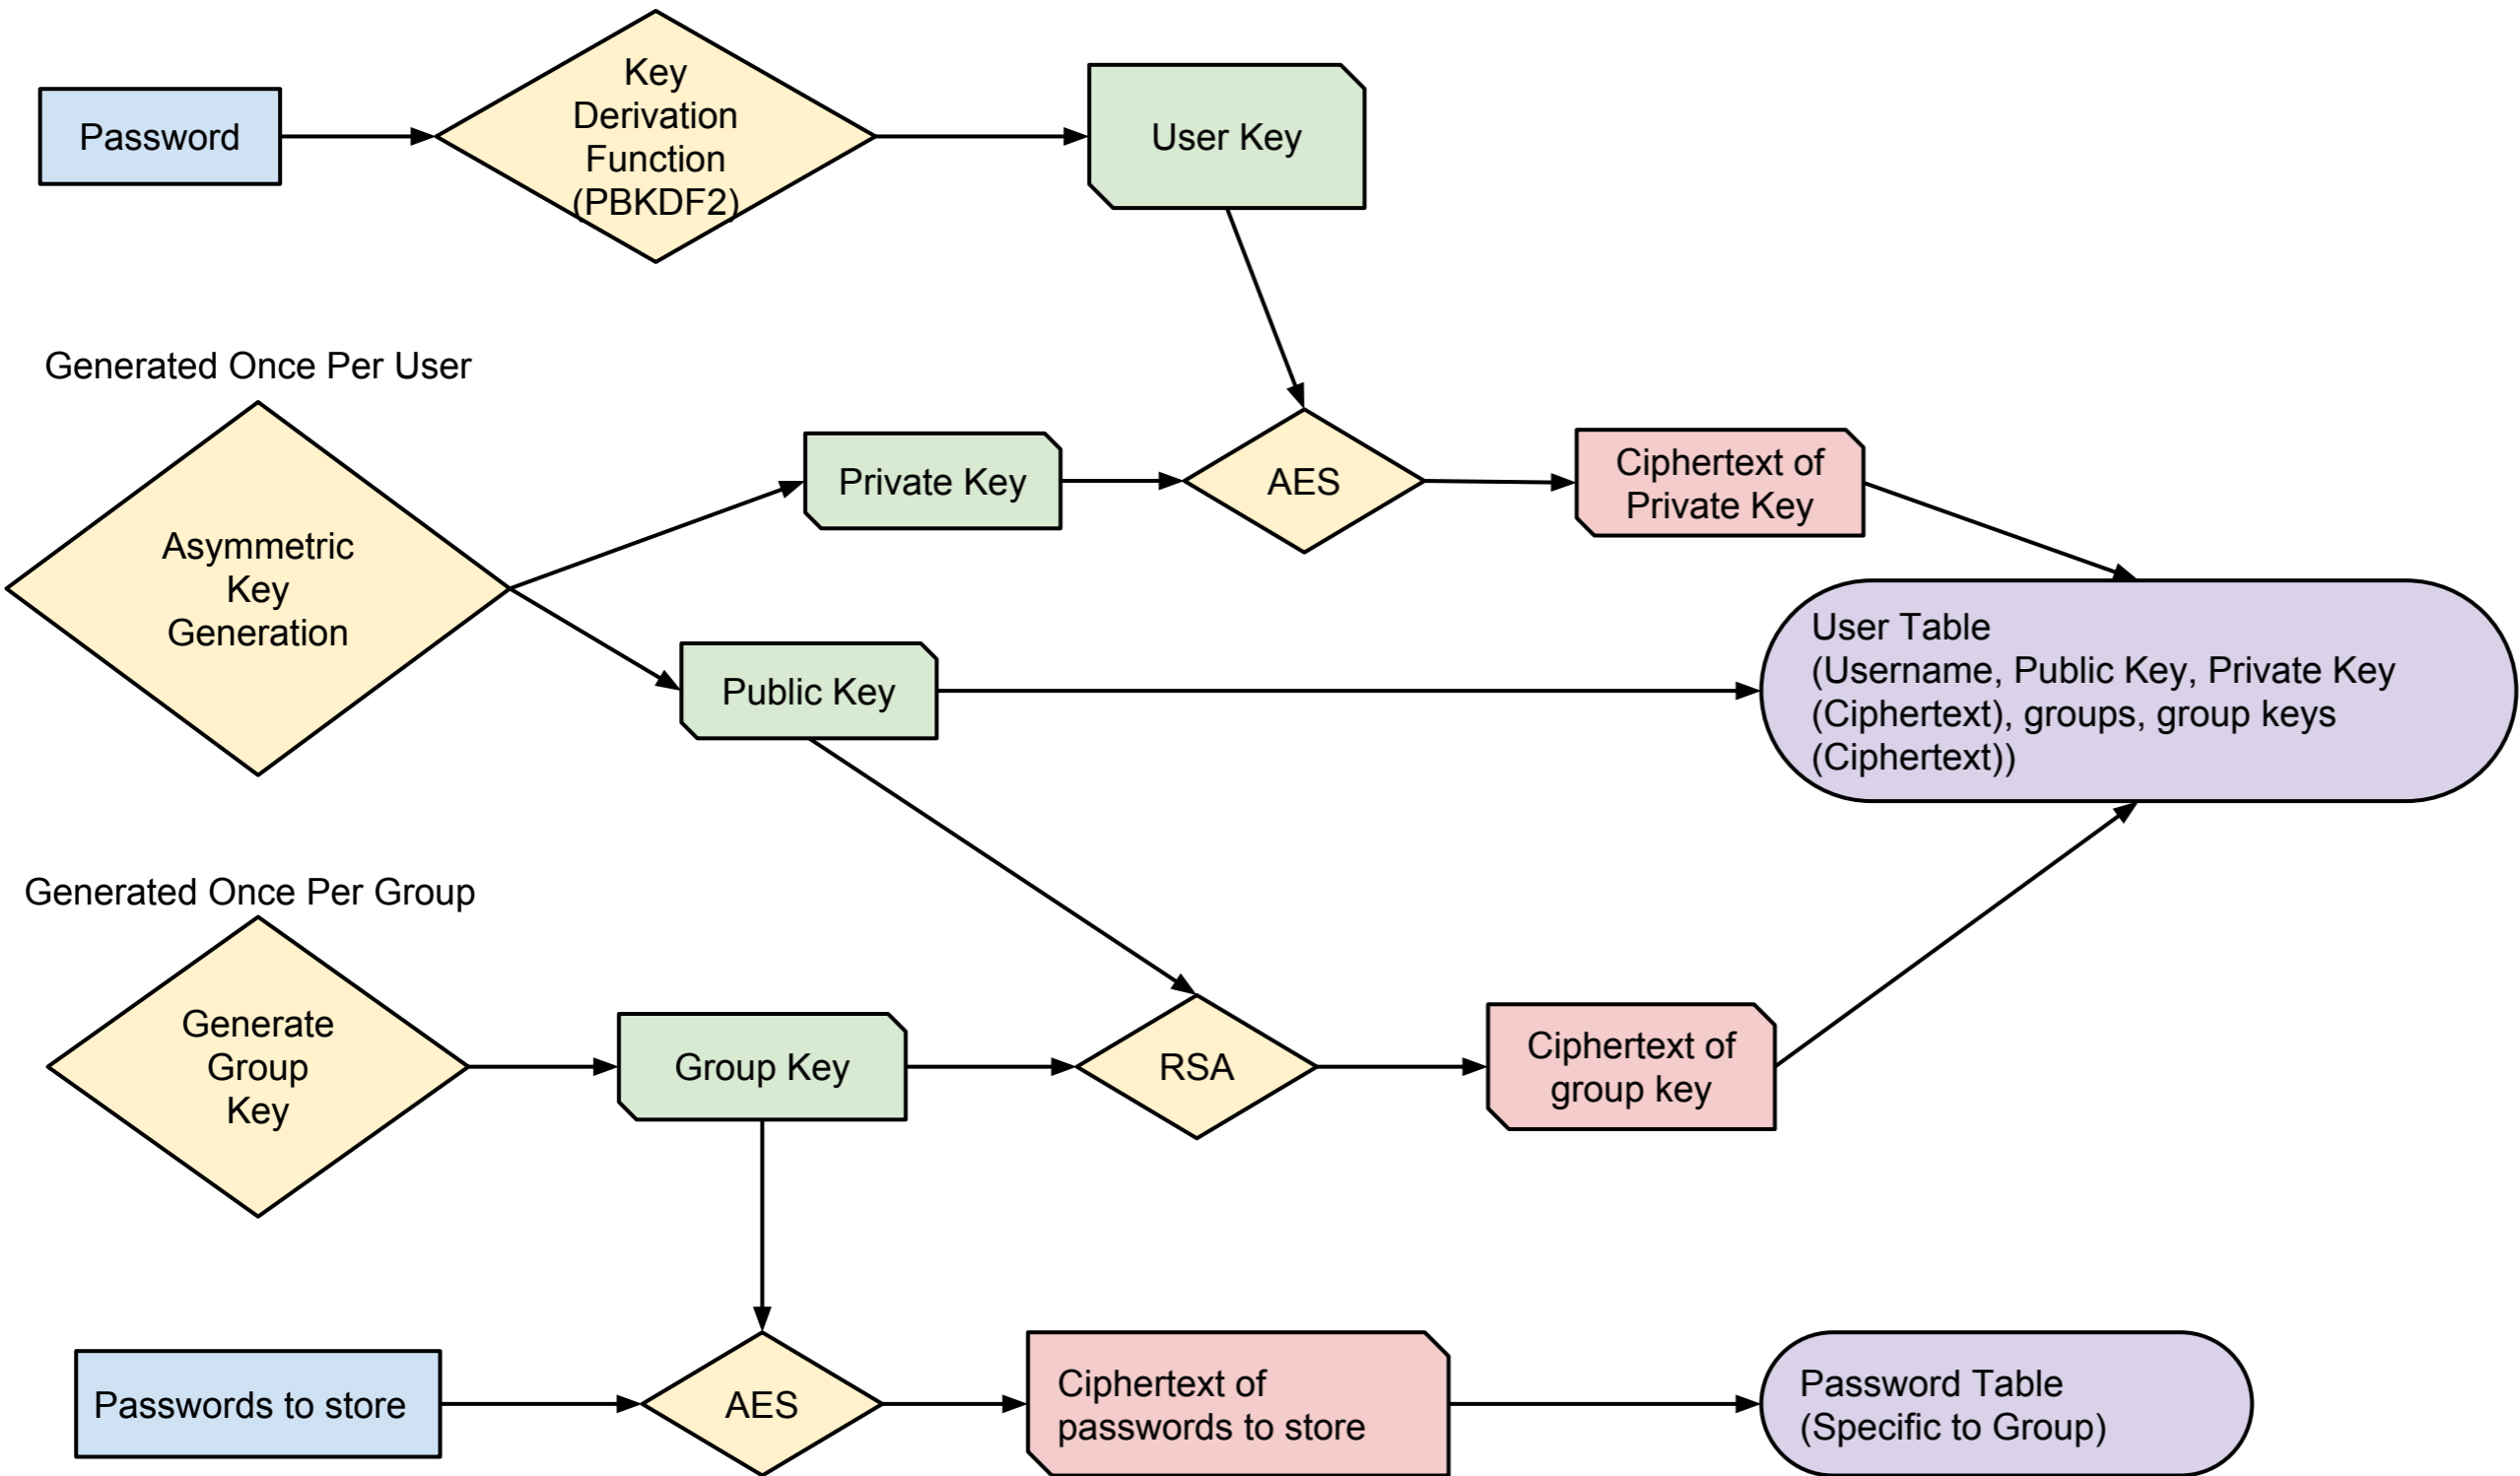 Password
Key
Derivation
Function
(PBKDF2)
User Key
Generated Once Per User
Asymmetric
Key
Generation
Private Key
AES
Ciphertext of
Private Key
Public Key
User Table
(Username, Public Key, Private Key
(Ciphertext), groups, group keys
(Ciphertext))
Generated Once Per Group
Generate
Group
Key
Group Key
RSA
Ciphertext of
group key
Passwords to store
AES
Ciphertext of
passwords to store
Password Table
(Specific to Group)